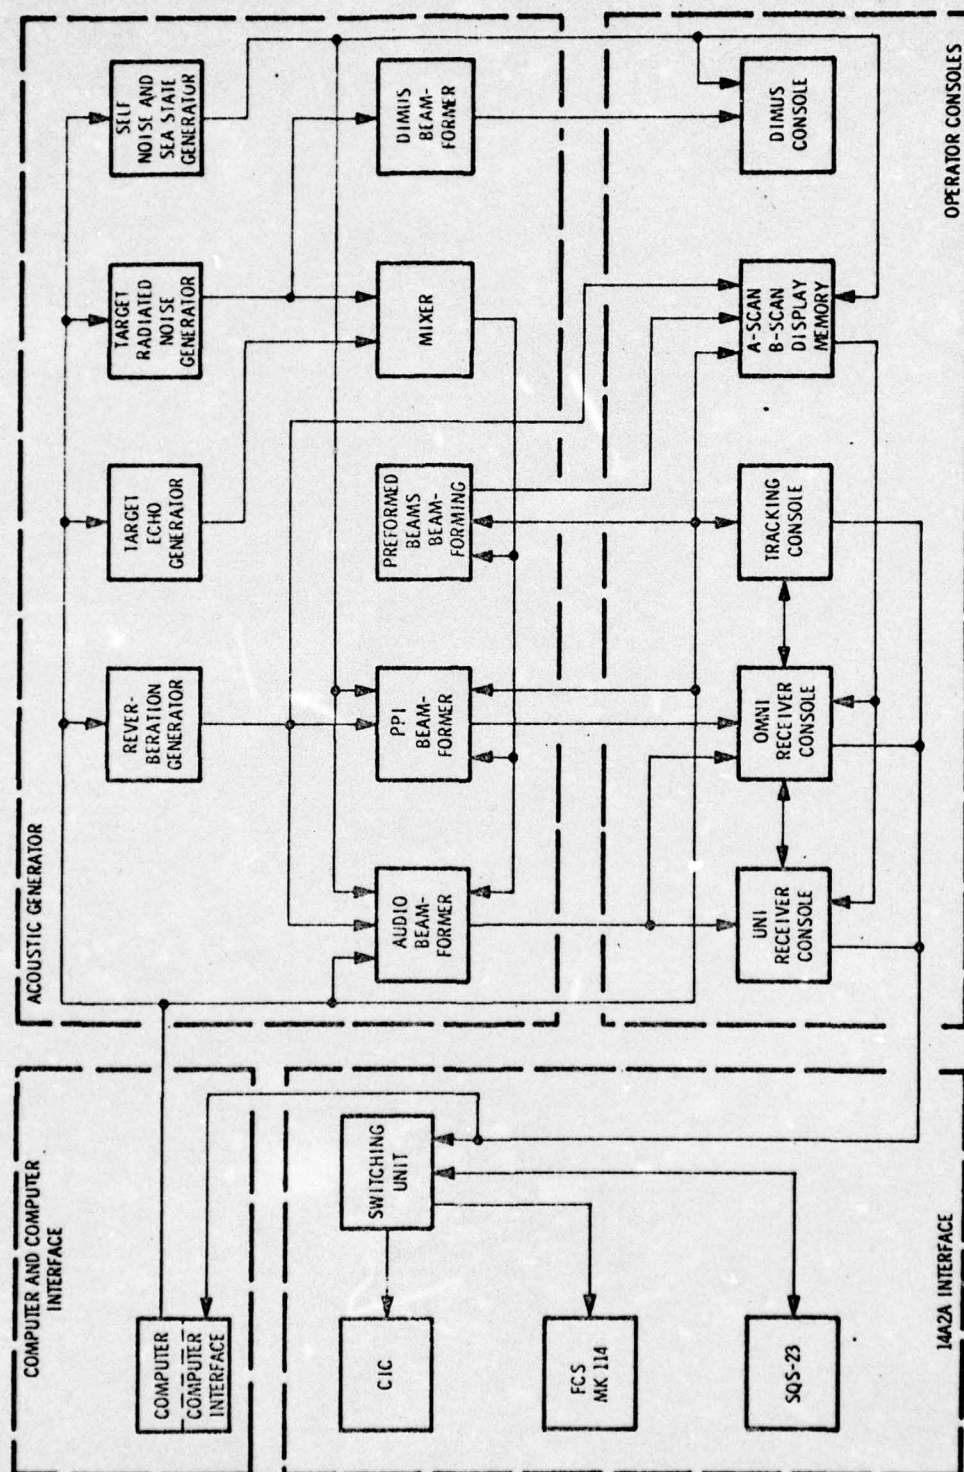 COMPUTER AND COMPUTER
INTERFACE
COMPUTER
COMPUTER
INTERFACE
ACOUSTIC GENERATOR
REVER-
BERATION
GENERATOR
TARGET
ECHO
GENERATOR
TARGET
RADIATED
NOISE
GENERATOR
SELF
NOISE AND
SEA STATE
GENERATOR
AUDIO
BEAM-
FORMER
PPI
BEAM-
FORMER
PREFORMED
BEAMS
BEAM-
FORMING
MIXER
DIMUS
BEAM-
FORMER
SWITCHING
UNIT
CIC
FCS
MK 114
SQS-23
14A2A INTERFACE
UNI
RECEIVER
CONSOLE
OMNI
RECEIVER
CONSOLE
TRACKING
CONSOLE
A-SCAN
B-SCAN
DISPLAY
MEMORY
DIMUS
CONSOLE
OPERATOR CONSOLES